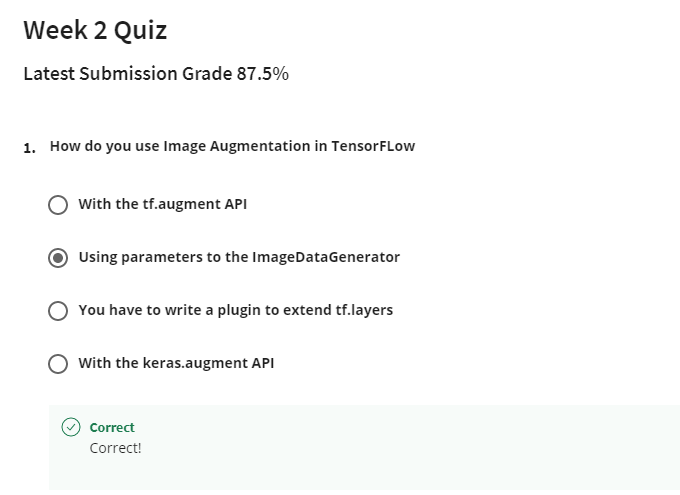 Week 2 Quiz
Latest Submission Grade 87.5%
1. How do you use Image Augmentation in TensorFLow
With the tf.augment API
Using parameters to the ImageDataGenerator
You have to write a plugin to extend tf.layers
With the keras.augment API
Correct
Correct!